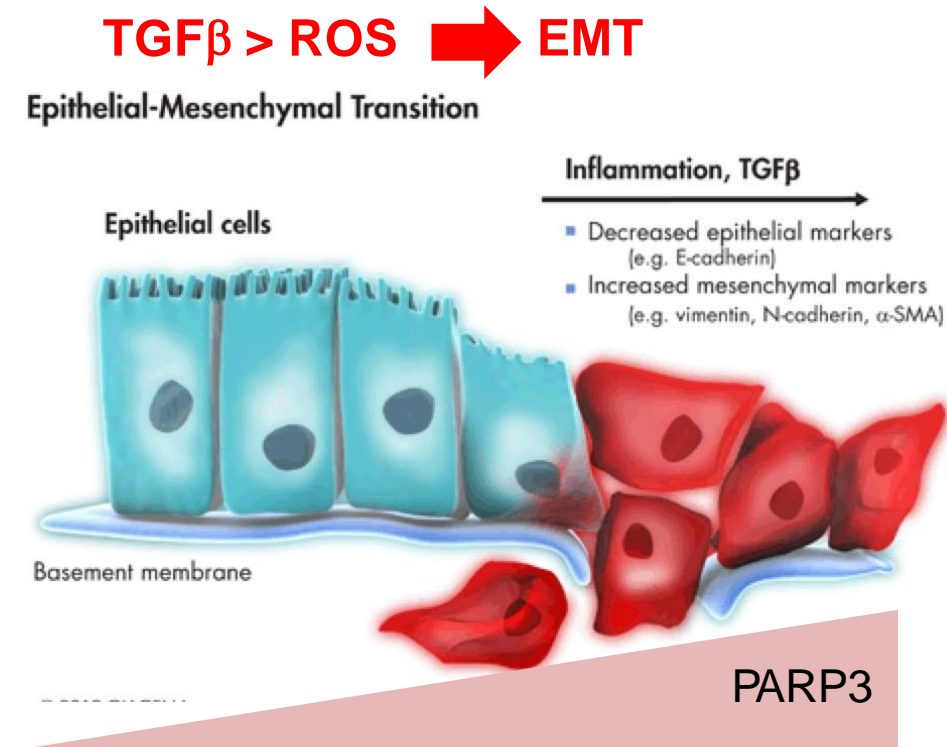 TGFβ > ROS EMT
Epithelial-Mesenchymal Transition
Inflammation, TGFβ
Epithelial cells
Decreased epithelial markers
(e.g. E-cadherin)
Increased mesenchymal markers
(e.g. vimentin, N-cadherin, α-SMA)
Basement membrane
PARP3